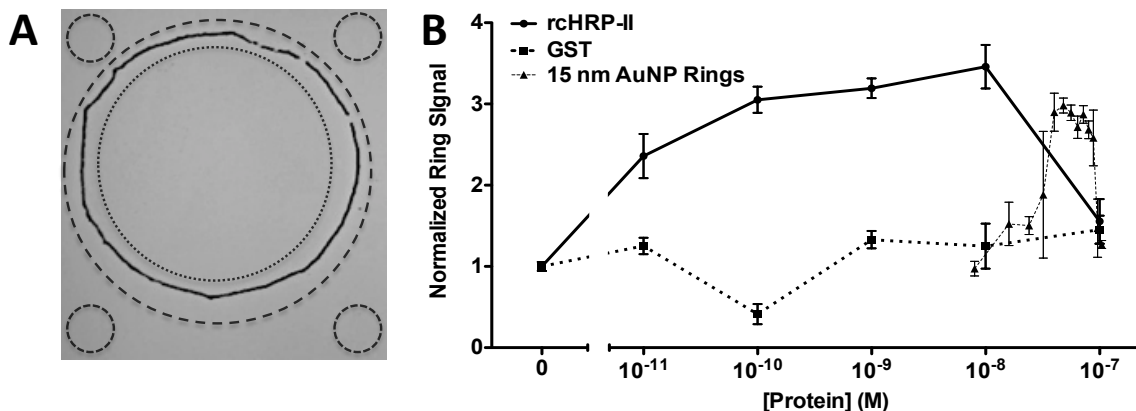 A
B
rcHRP-II
GST
15 nm AuNP Rings
Normalized Ring Signal
4
3
2
1
0
0
10-11
10-10
10-9
10-8
10-7
[Protein] (M)